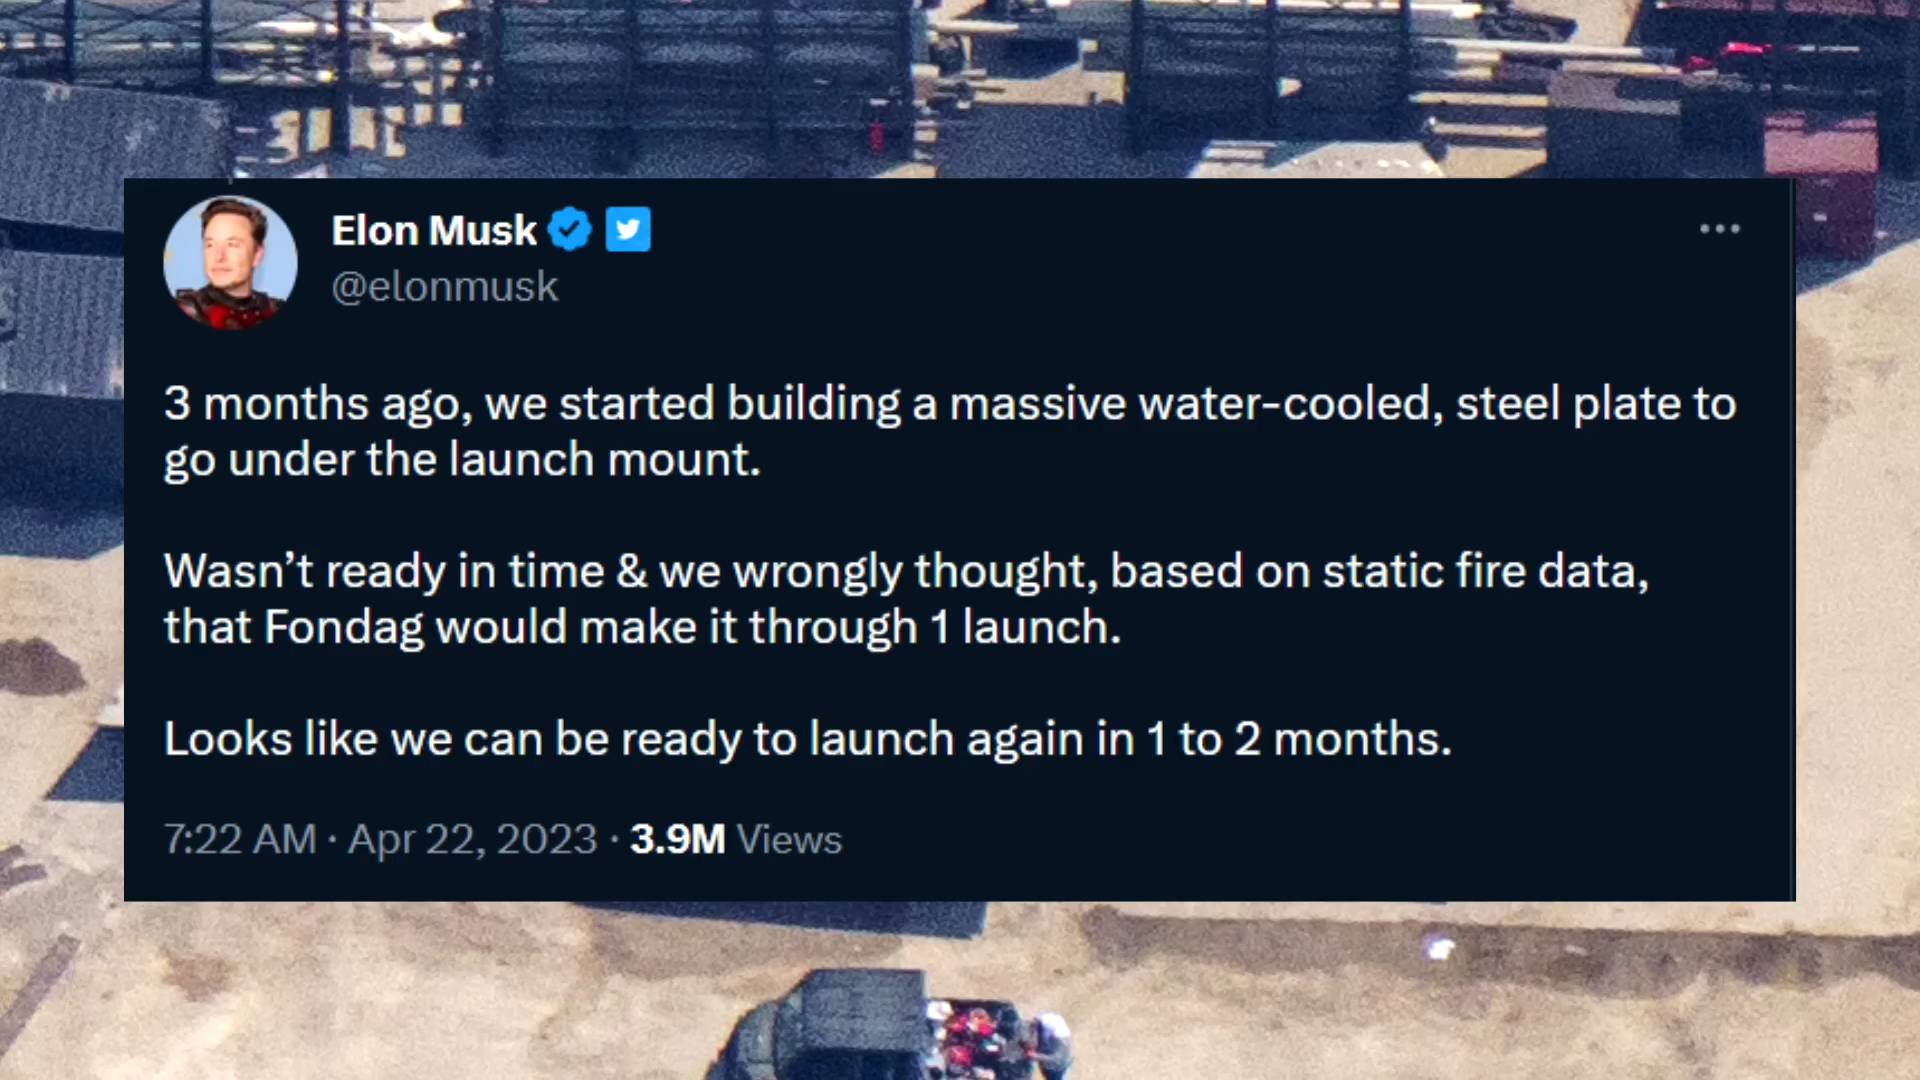 Elon Musk
@elonmusk
3 months ago, we started building a massive water-cooled, steel plate to
go under the launch mount.
Wasn’t ready in time & we wrongly thought, based on static fire data,
that Fondag would make it through 1 launch.
Looks like we can be ready to launch again in 1 to 2 months.
7:22 AM · Apr 22, 2023 · 3.9M Views